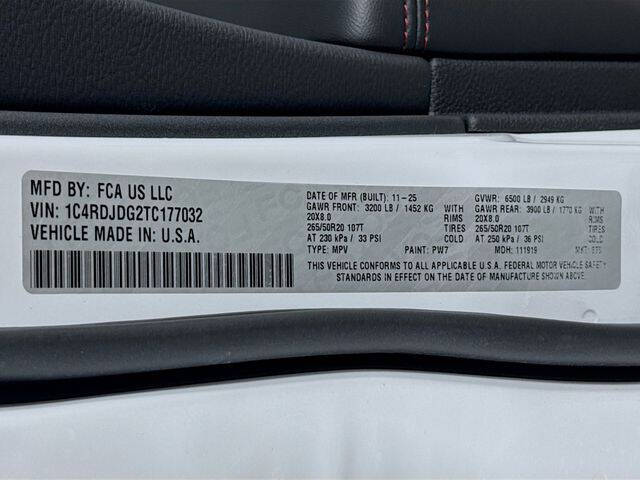 MFD BY: FCA US LLC
VIN: 1C4RDJDG2TC177032
VEHICLE MADE IN: U.S.A.
DATE OF MFR (BUILT): 11-25 GVWR: 6500 LB / 2949 KG
GAWR FRONT: 3200 LB / 1452 KG WITH GAWR REAR: 3900 LB / 1770 KG WITH
20X8.0 RIMS 20X8.0 RIMS
265/50R20 107T TIRES 265/50R20 107T TIRES
AT 230 kPa / 33 PSI COLD AT 250 kPa / 36 PSI COLD
TYPE: MPV PAINT: PW7 MDH: 111919 MKT:
THIS VEHICLE CONFORMS TO ALL APPLICABLE U.S.A. FEDERAL MOTOR VEHICLE SAFETY
STANDARDS IN EFFECT ON THE DATE OF MANUFACTURE SHOWN ABOVE.